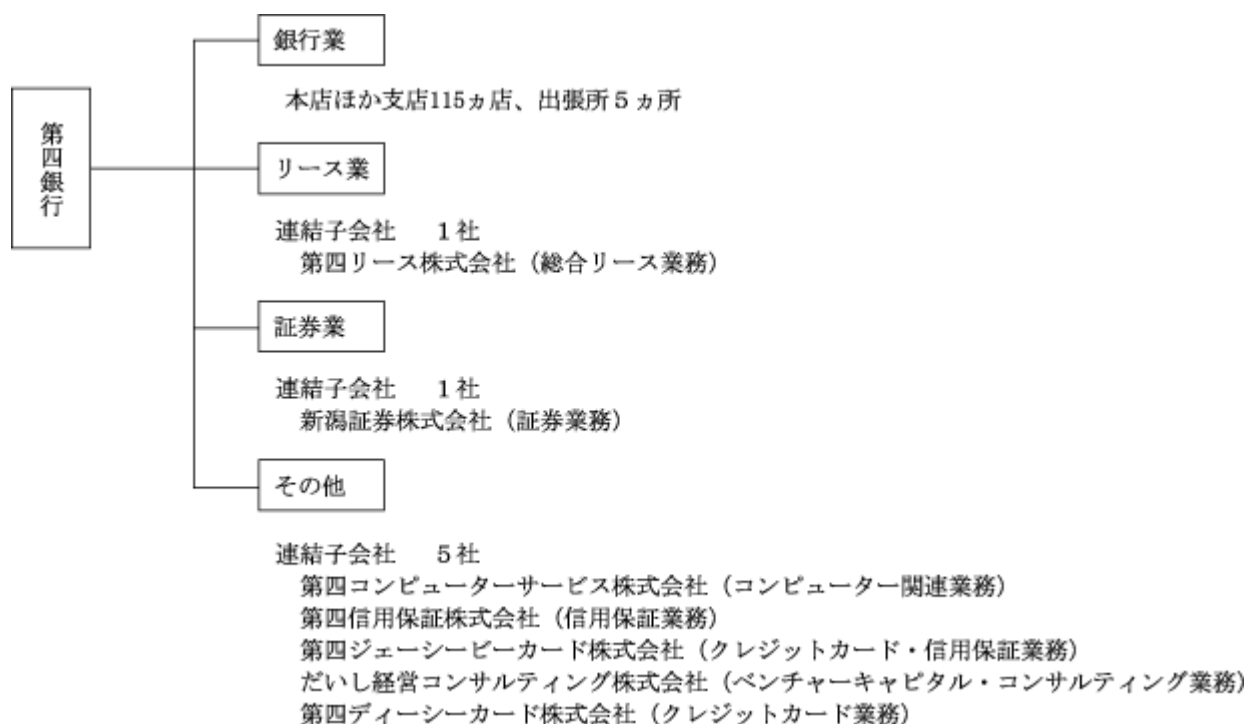 第四銀行
銀行業
本店ほか支店115ヵ店、出張所5ヵ所
リース業
連結子会社 1社
第四リース株式会社（総合リース業務）
証券業
連結子会社 1社
新潟証券株式会社（証券業務）
その他
連結子会社 5社
第四コンピューターサービス株式会社（コンピューター関連業務）
第四信用保証株式会社（信用保証業務）
第四ジェーシービーカード株式会社（クレジットカード・信用保証業務）
だいし経営コンサルティング株式会社（ベンチャーキャピタル・コンサルティング業務）
第四ディーシーカード株式会社（クレジットカード業務）